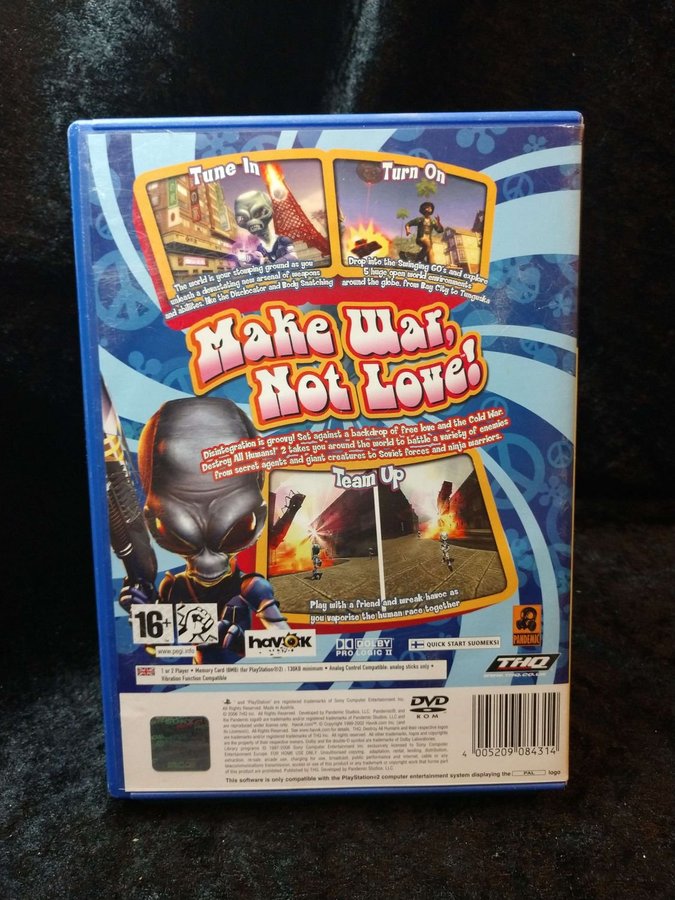 Tune In
Turn On
The world is your stomping ground as you
unleash a devastating new arsenal of weapons
and abilities, like the Dislocator and Body Snatching
Drop into the Swinging 60's and explore
5 huge open world environments
around the globe, from Bay City to Tunguska
Make War,
Not Love!
Disintegration is groovy! Set against a backdrop of free love and the Cold War.
Destroy All Humans!® 2 takes you around the world to battle a variety of enemies
from secret agents and giant creatures to Soviet forces and ninja warriors.
Team Up
Play with a friend and wreak havoc as
you vaporise the human race together
16+
www.pegi.info
havok
DOLBY
PRO LOGIC II
QUICK START SUOMEKSI
PANDEMIC
THQ
WWW.THQ.CO.UK
1 or 2 Player • Memory Card (8MB) (for PlayStation®2) : 138KB minimum • Analog Control Compatible: analog sticks only •
Vibration Function Compatible
DVD
ROM
4 005209 084314
This software is only compatible with the PlayStation®2 computer entertainment system displaying the PAL logo